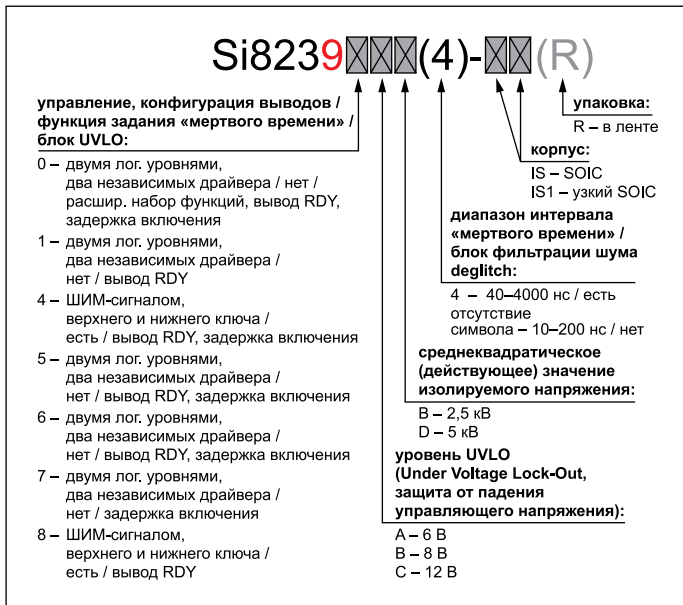 Si8239(4)-(R)
управление, конфигурация выводов /
функция задания «мертвого времени» /
блок UVLO:
0 – двумя лог. уровнями,
два независимых драйвера / нет /
расшир. набор функций, вывод RDY,
задержка включения
1 – двумя лог. уровнями,
два независимых драйвера /
нет / вывод RDY
4 – ШИМ-сигналом,
верхнего и нижнего ключа /
есть / вывод RDY, задержка включения
5 – двумя лог. уровнями,
два независимых драйвера /
нет / вывод RDY, задержка включения
6 – двумя лог. уровнями,
два независимых драйвера /
нет / вывод RDY, задержка включения
7 – двумя лог. уровнями,
два независимых драйвера /
нет / задержка включения
8 – ШИМ-сигналом,
верхнего и нижнего ключа /
есть / вывод RDY
упаковка:
R – в ленте
корпус:
IS – SOIC
IS1 – узкий SOIC
диапазон интервала
«мертвого времени» /
блок фильтрации шума
deglitch:
4 – 40–4000 нс / есть
отсутствие
символа – 10–200 нс / нет
среднеквадратическое
(действующее) значение
изолируемого напряжения:
B – 2,5 кВ
D – 5 кВ
уровень UVLO
(Under Voltage Lock-Out,
защита от падения
управляющего напряжения):
A – 6 В
B – 8 В
C – 12 В